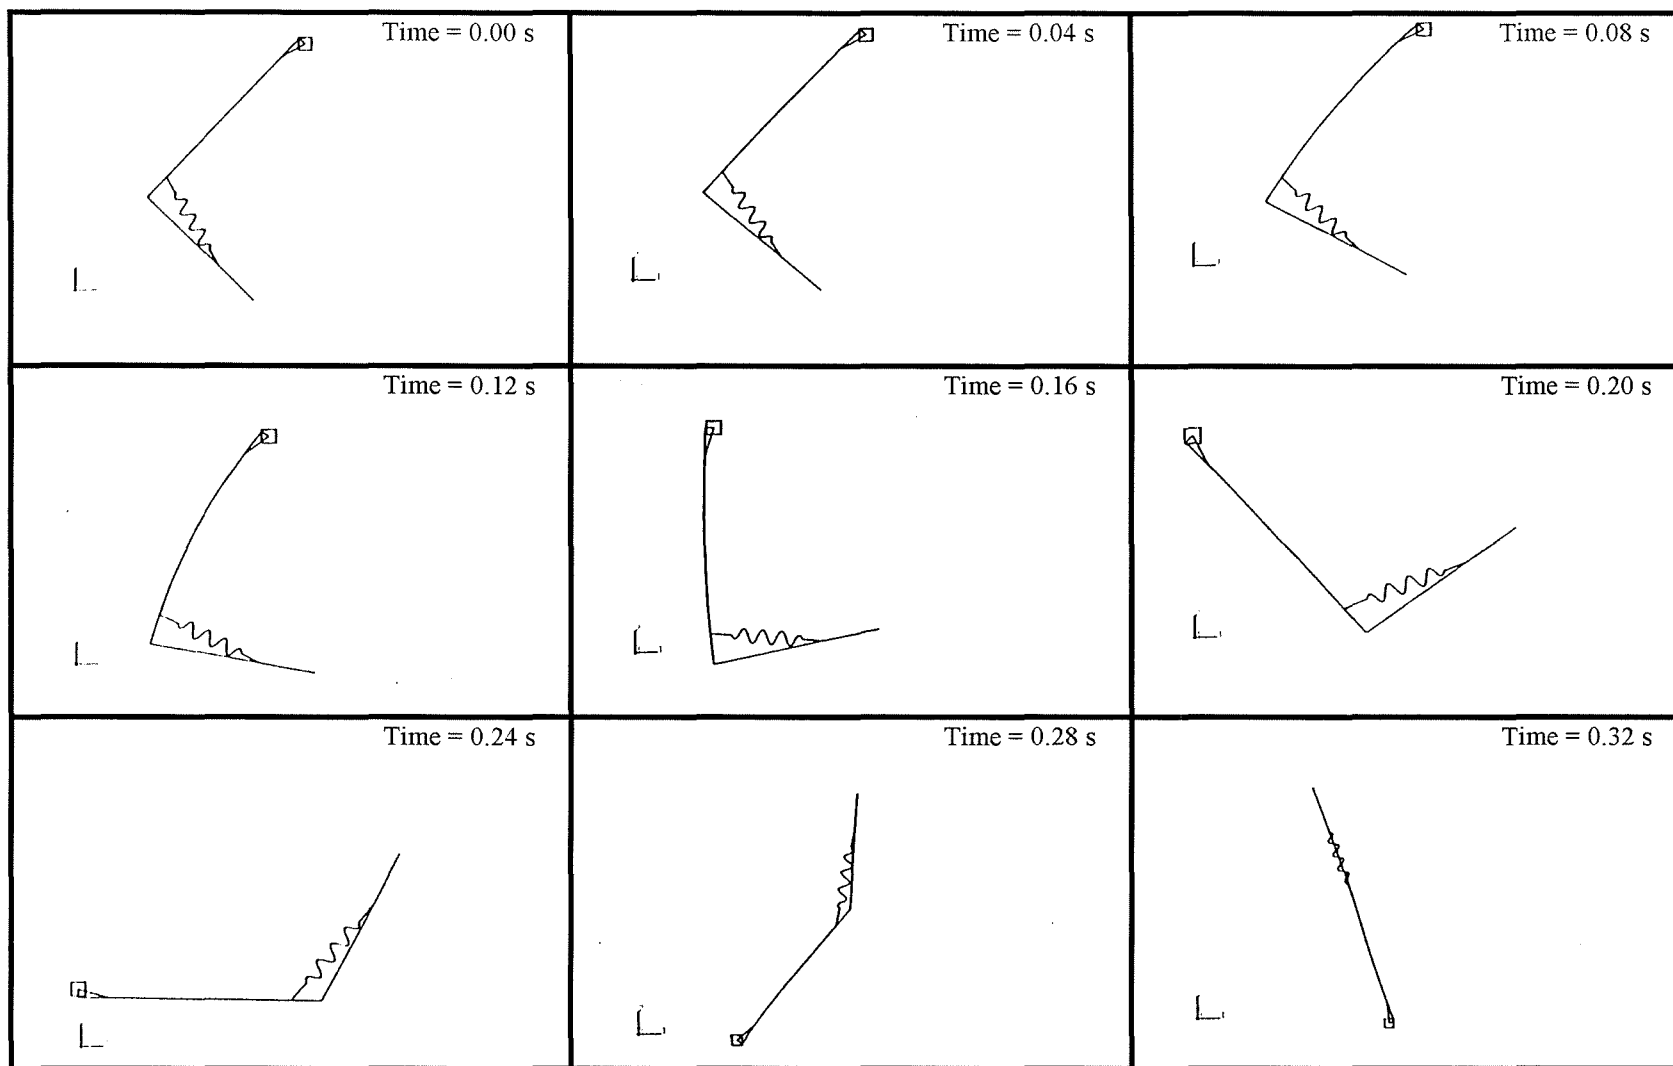 Time = 0.00 s
Time = 0.04 s
Time = 0.08 s
Time = 0.12 s
Time = 0.16 s
Time = 0.20 s
Time = 0.24 s
Time = 0.28 s
Time = 0.32 s